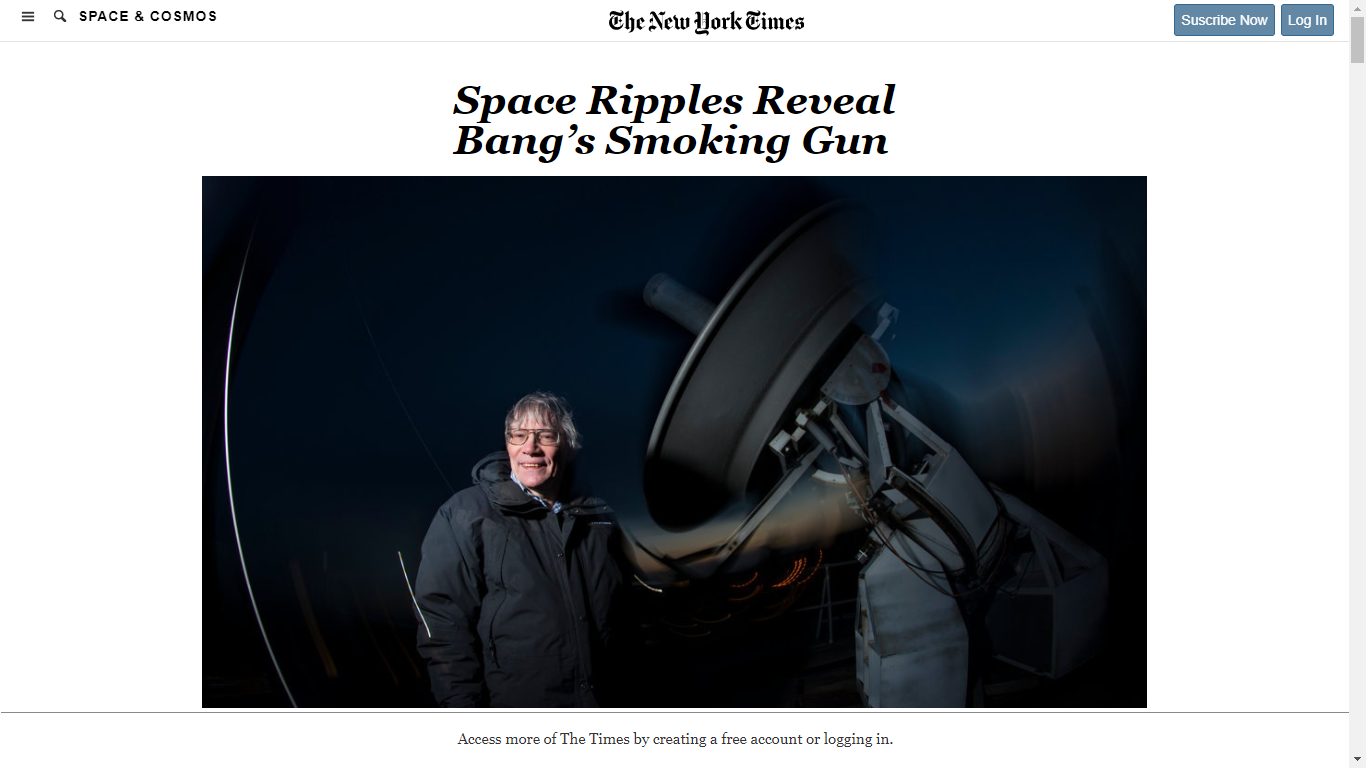 SPACE & COSMOS
The New York Times
Suscribe Now
Log In
Space Ripples Reveal
Bang’s Smoking Gun
Access more of The Times by creating a free account or logging in.